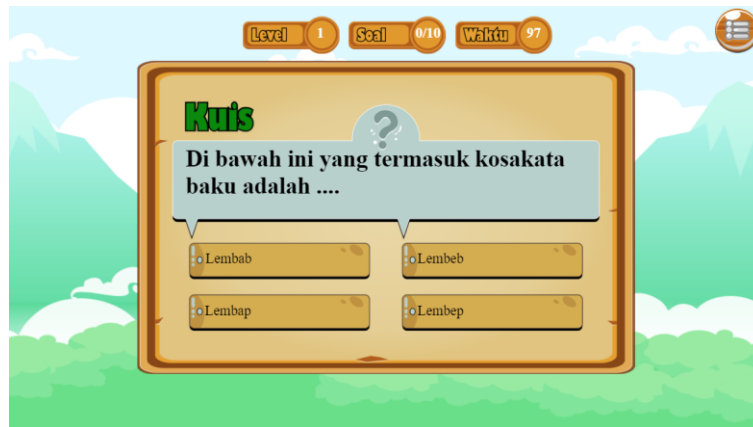 Level 1 Soal 0/10 Waktu 97
Kuis
Di bawah ini yang termasuk kosakata
baku adalah ....
Lembab
Lembeb
Lembap
Lembep